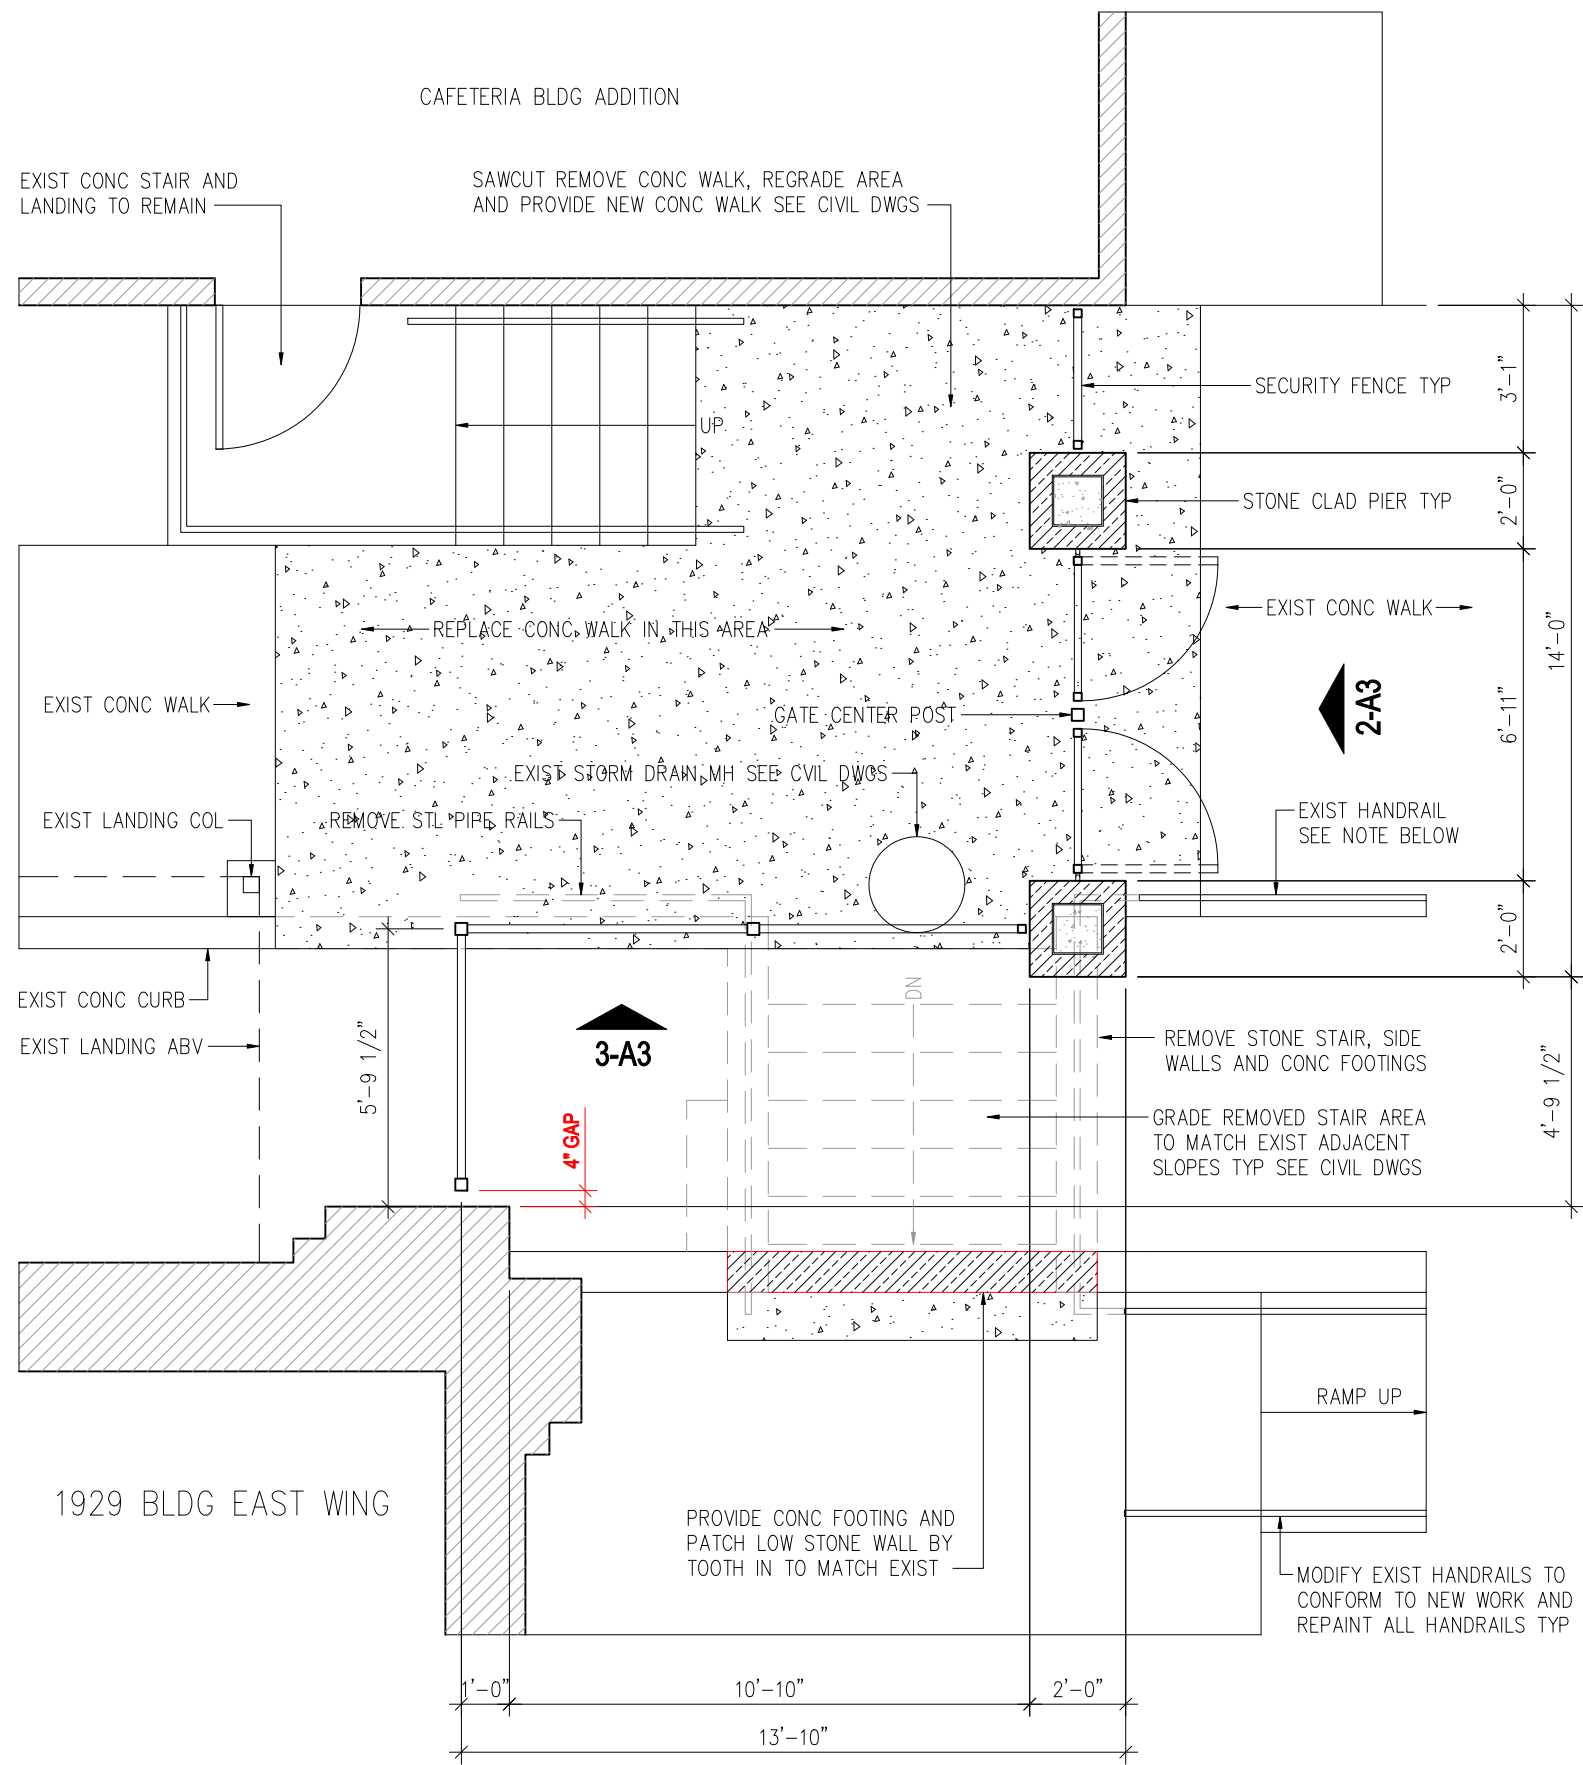 CAFETERIA BLDG ADDITION
EXIST CONC STAIR AND
LANDING TO REMAIN
SAWCUT REMOVE CONC WALK, REGRADE AREA
AND PROVIDE NEW CONC WALK SEE CIVIL DWGS
SECURITY FENCE TYP
3'-1"
UP
STONE CLAD PIER TYP
2'-0"
EXIST CONC WALK
REPLACE CONC WALK IN THIS AREA
14'-0"
EXIST CONC WALK
GATE CENTER POST
2-A3
6'-11"
EXIST STORM DRAIN MH SEE CVIL DWGS
EXIST LANDING COL
REMOVE STL PIPE RAILS
EXIST HANDRAIL
SEE NOTE BELOW
2'-0"
EXIST CONC CURB
DN
EXIST LANDING ABV
5'-9 1/2"
3-A3
REMOVE STONE STAIR, SIDE
WALLS AND CONC FOOTINGS
4'-9 1/2"
4" GAP
GRADE REMOVED STAIR AREA
TO MATCH EXIST ADJACENT
SLOPES TYP SEE CIVIL DWGS
RAMP UP
1929 BLDG EAST WING
PROVIDE CONC FOOTING AND
PATCH LOW STONE WALL BY
TOOTH IN TO MATCH EXIST
MODIFY EXIST HANDRAILS TO
CONFORM TO NEW WORK AND
REPAINT ALL HANDRAILS TYP
1'-0"
10'-10"
2'-0"
13'-10"